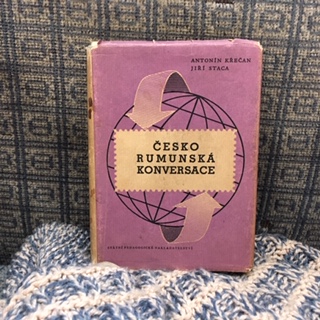 ANTONÍN KŘEČAN
JIŘÍ STACA
ČESKO
RUMUNSKÁ
KONVERSACE
STÁTNÍ PEDAGOGICKÉ NAKLADATELSTVÍ